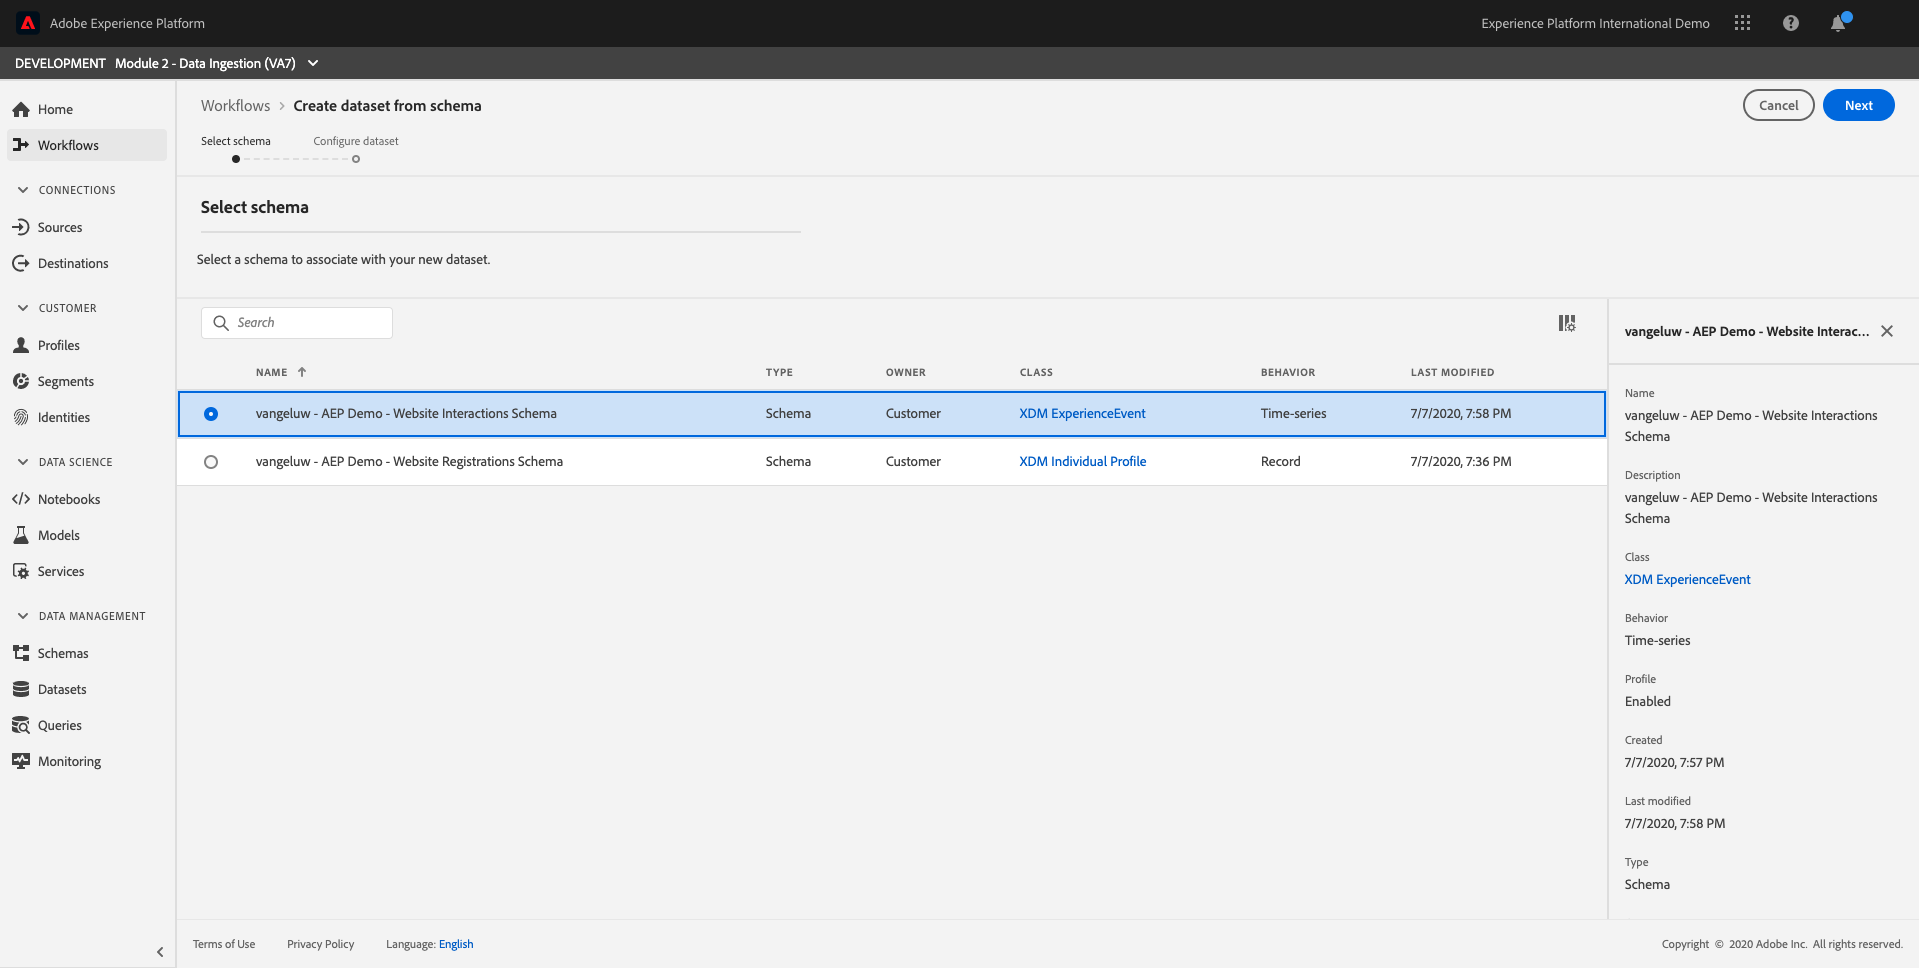 Adobe Experience Platform
Experience Platform International Demo
DEVELOPMENT Module 2 - Data Ingestion (VA7)
Home
Workflows
CONNECTIONS
Sources
Destinations
CUSTOMER
Profiles
Segments
Identities
DATA SCIENCE
Notebooks
Models
Services
DATA MANAGEMENT
Schemas
Datasets
Queries
Monitoring
Workflows > Create dataset from schema
Cancel
Next
Select schema
Configure dataset
Select schema
Select a schema to associate with your new dataset.
Search
NAME TYPE OWNER CLASS BEHAVIOR LAST MODIFIED
vangeluw - AEP Demo - Website Interactions Schema Schema Customer XDM ExperienceEvent Time-series 7/7/2020, 7:58 PM
vangeluw - AEP Demo - Website Registrations Schema Schema Customer XDM Individual Profile Record 7/7/2020, 7:36 PM
vangeluw - AEP Demo - Website Interac...
Name
vangeluw - AEP Demo - Website Interactions
Schema
Description
vangeluw - AEP Demo - Website Interactions
Schema
Class
XDM ExperienceEvent
Behavior
Time-series
Profile
Enabled
Created
7/7/2020, 7:57 PM
Last modified
7/7/2020, 7:58 PM
Type
Schema
Terms of Use
Privacy Policy
Language: English
Copyright © 2020 Adobe Inc. All rights reserved.